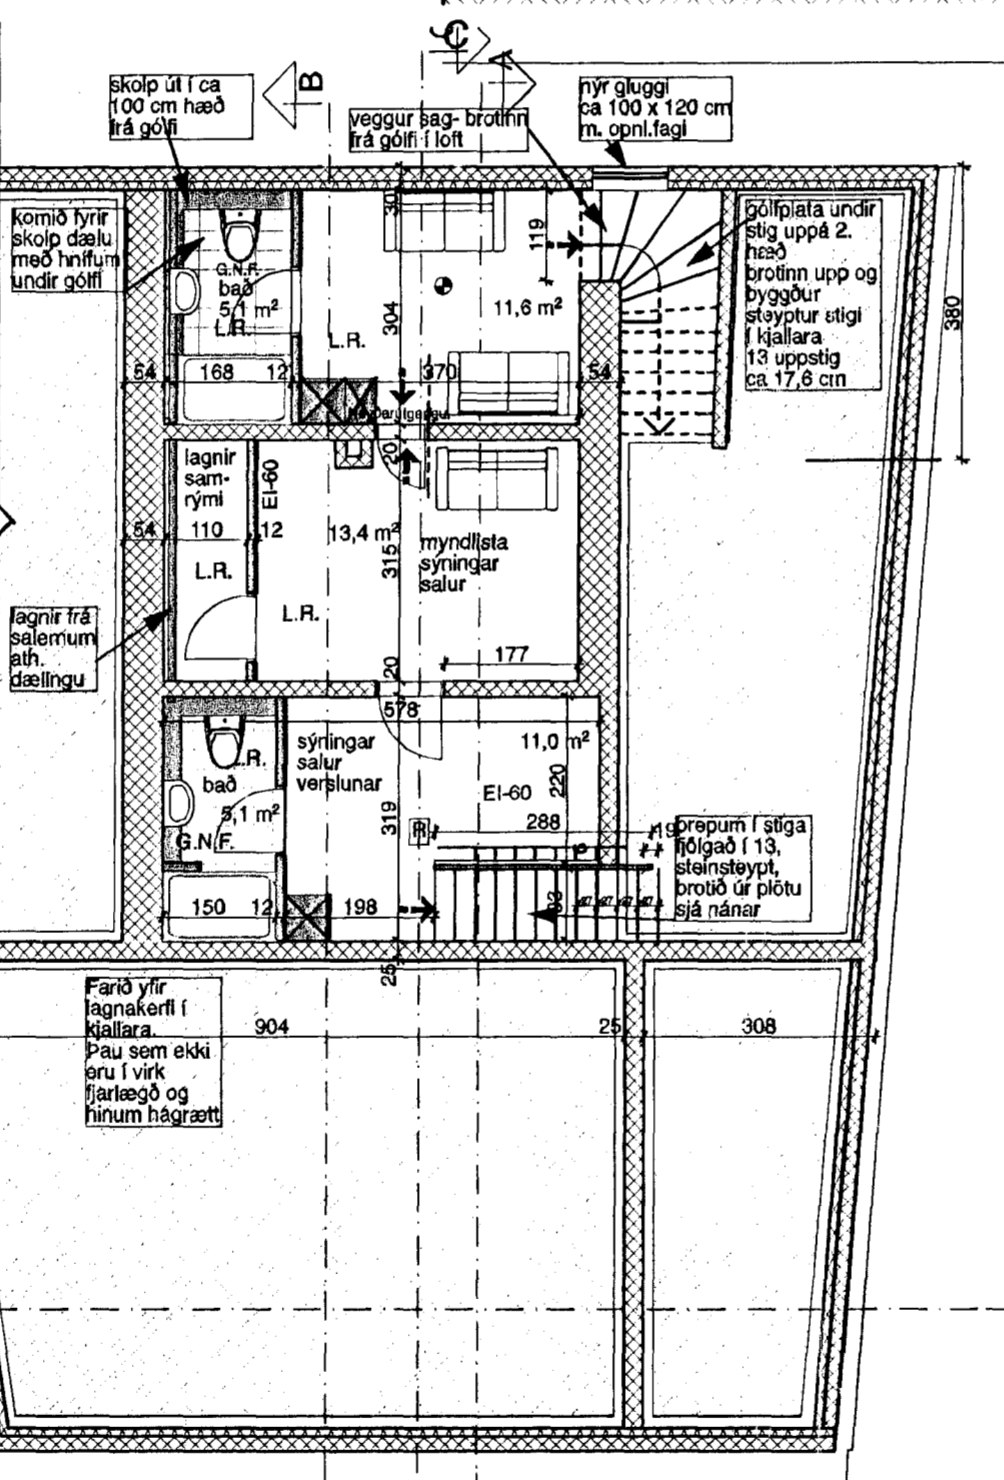 C
A
B
skolp út í ca
100 cm hæð
frá gólfi
veggur sag- brotinn
frá gólfi í loft
nýr gluggi
ca 100 x 120 cm
m. opnl.fagi
komið fyrir
skolp dælu
með hnífum
undir gólfi
G.N.F.
bað
5,1 m²
L.R.
L.R.
30
304
119
11,6 m²
gólfplata undir
stig uppá 2.
hæð
brotinn upp og
byggður
steyptur stigi
í kjallara
13 uppstig
ca 17,6 cm
380
54
168
12
370
54
20
lagnir
sam-
rými
EI-60
54
110
12
13,4 m²
315
myndlista
sýningar
salur
L.R.
L.R.
lagnir frá
salernum
ath.
dælingu
20
177
578
sýningar
salur
verslunar
11,0 m²
L.R.
bað
5,1 m²
G.N.F.
EI-60
220
319
288
19
þrepum í stiga
fjölgað í 13,
steinsteypt,
brotið úr plötu
sjá nánar
150
12
198
25
Farið yfir
lagnakerfi í
kjallara.
Þau sem ekki
eru í virk
fjarlægð og
hinum hagrætt
904
25
308